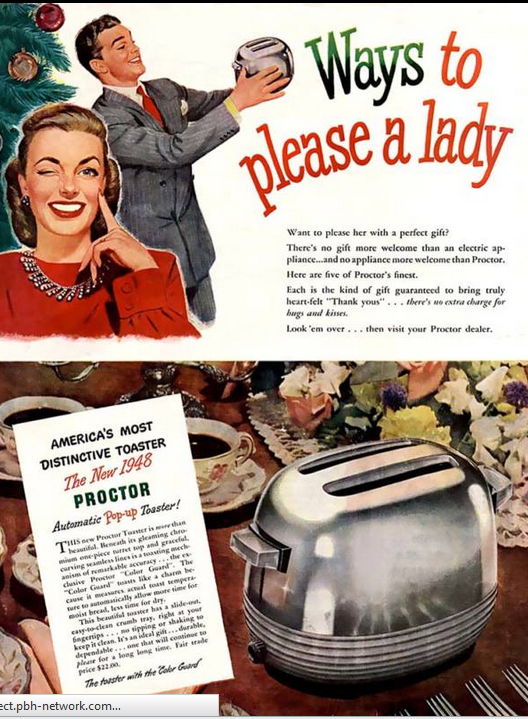 Ways to
please a lady
Want to please her with a perfect gift?
There's no gift more welcome than an electric ap-
pliance...and no appliance more welcome than Proctor.
Here are five of Proctor's finest.
Each is the kind of gift guaranteed to bring truly
heart-felt "Thank yous" . . . there's no extra charge for
hugs and kisses.
Look 'em over . . . then visit your Proctor dealer.
AMERICA'S MOST
DISTINCTIVE TOASTER
The New 1948
PROCTOR
Automatic Pop-up Toaster!
THIS new Proctor Toaster is more than
beautiful. Beneath its gleaming chro-
mium one-piece turret top and graceful,
curving seamless lines is a toasting mech-
anism of remarkable accuracy . . . the ex-
clusive Proctor "Color Guard". The
"Color Guard" toasts like a charm be-
cause it measures actual toast tempera-
ture to automatically allow more time for
moist bread, less time for dry.
This beautiful toaster has a slide-out,
easy-to-clean crumb tray, right at your
fingertips . . . no tipping or shaking to
keep it clean. It's an ideal gift . . . durable,
dependable . . . one that will continue to
please for a long long time. Fair trade
price $22.00.
The toaster with the "Color Guard"
ect.pbh-network.com...